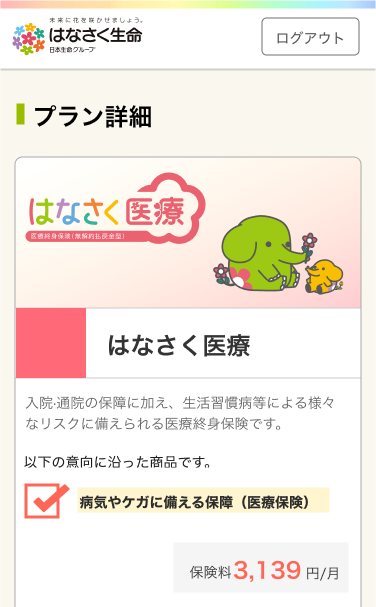 未来に花を咲かせましょう。
はなさく生命
日本生命グループ
ログアウト
プラン詳細
はなさく医療
医療終身保険(無解約払戻金型)
はなさく医療
入院·通院の保障に加え、生活習慣病等による様々
なリスクに備えられる医療終身保険です。
以下の意向に沿った商品です。
病気やケガに備える保障（医療保険）
保険料3,139 円/月